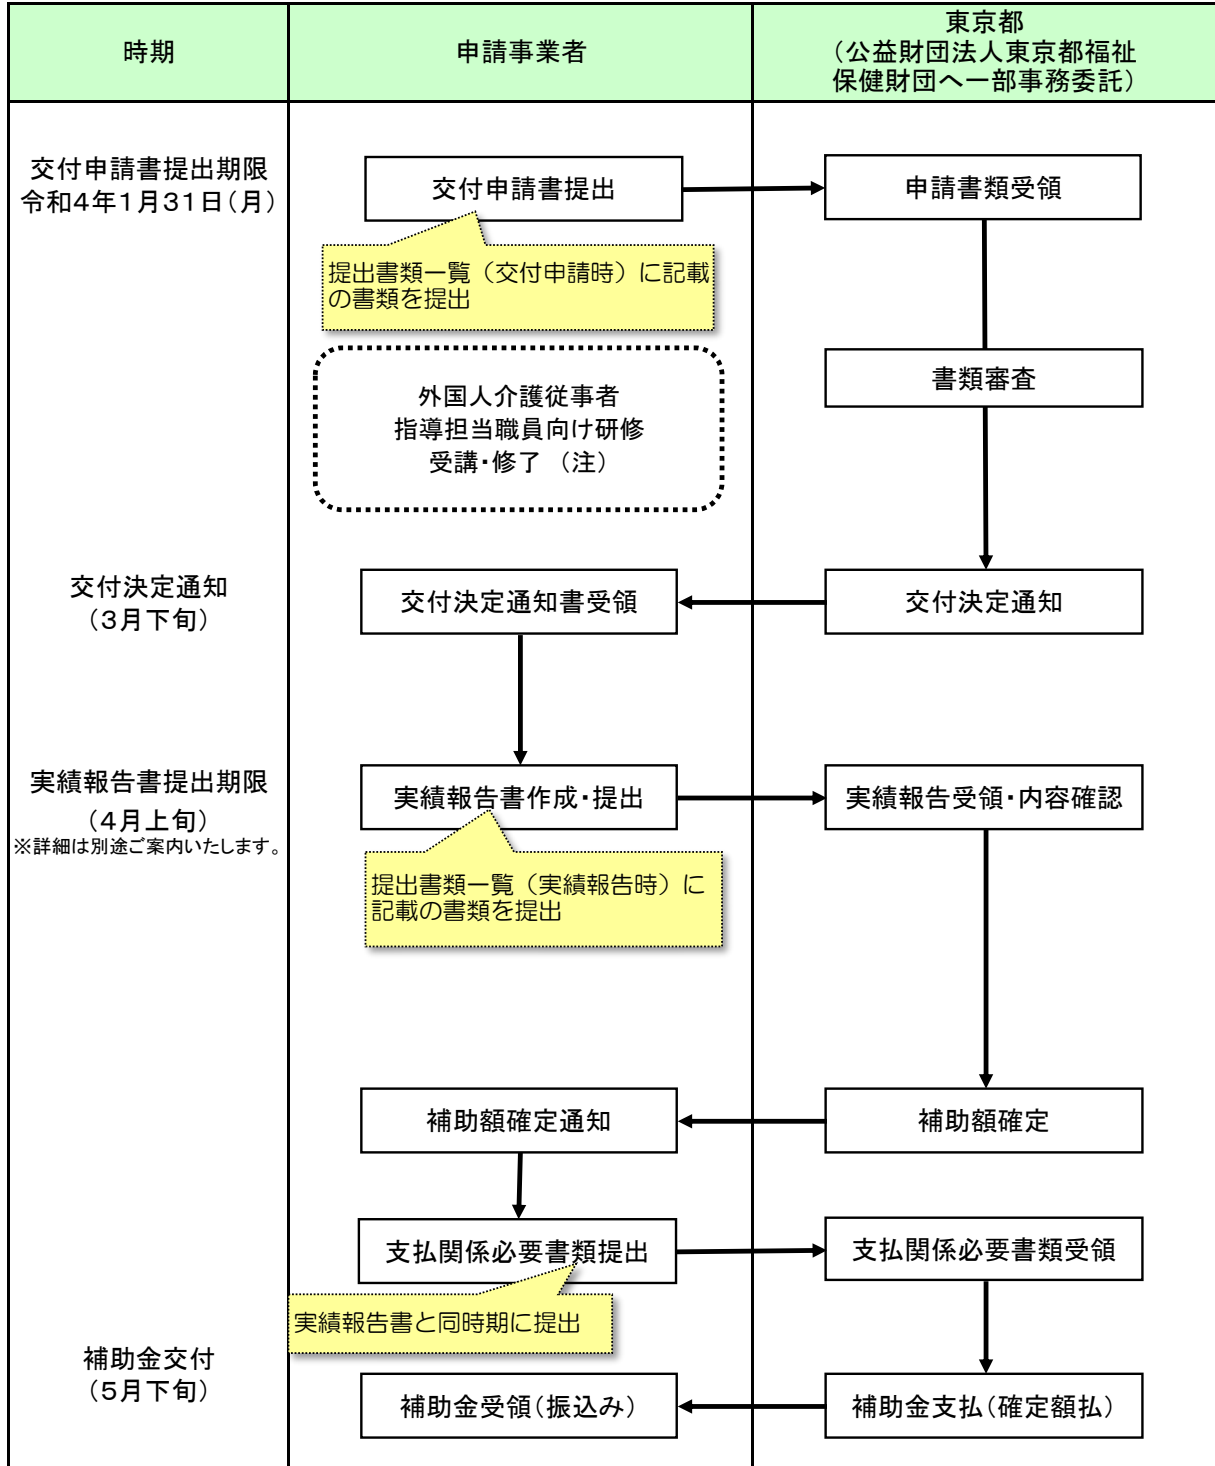 時期
申請事業者
東京都
（公益財団法人東京都福祉
保健財団へ一部事務委託）
交付申請書提出期限
令和４年１月３１日（月）
交付申請書提出
申請書類受領
提出書類一覧（交付申請時）に記載
の書類を提出
書類審査
外国人介護従事者
指導担当職員向け研修
受講・修了　（注）
交付決定通知
（３月下旬）
交付決定通知書受領
交付決定通知
実績報告書提出期限
（４月上旬）
※詳細は別途ご案内いたします。
実績報告書作成・提出
実績報告受領・内容確認
提出書類一覧（実績報告時）に
記載の書類を提出
補助額確定通知
補助額確定
支払関係必要書類提出
支払関係必要書類受領
実績報告書と同時期に提出
補助金交付
（５月下旬）
補助金受領（振込み）
補助金支払（確定額払）